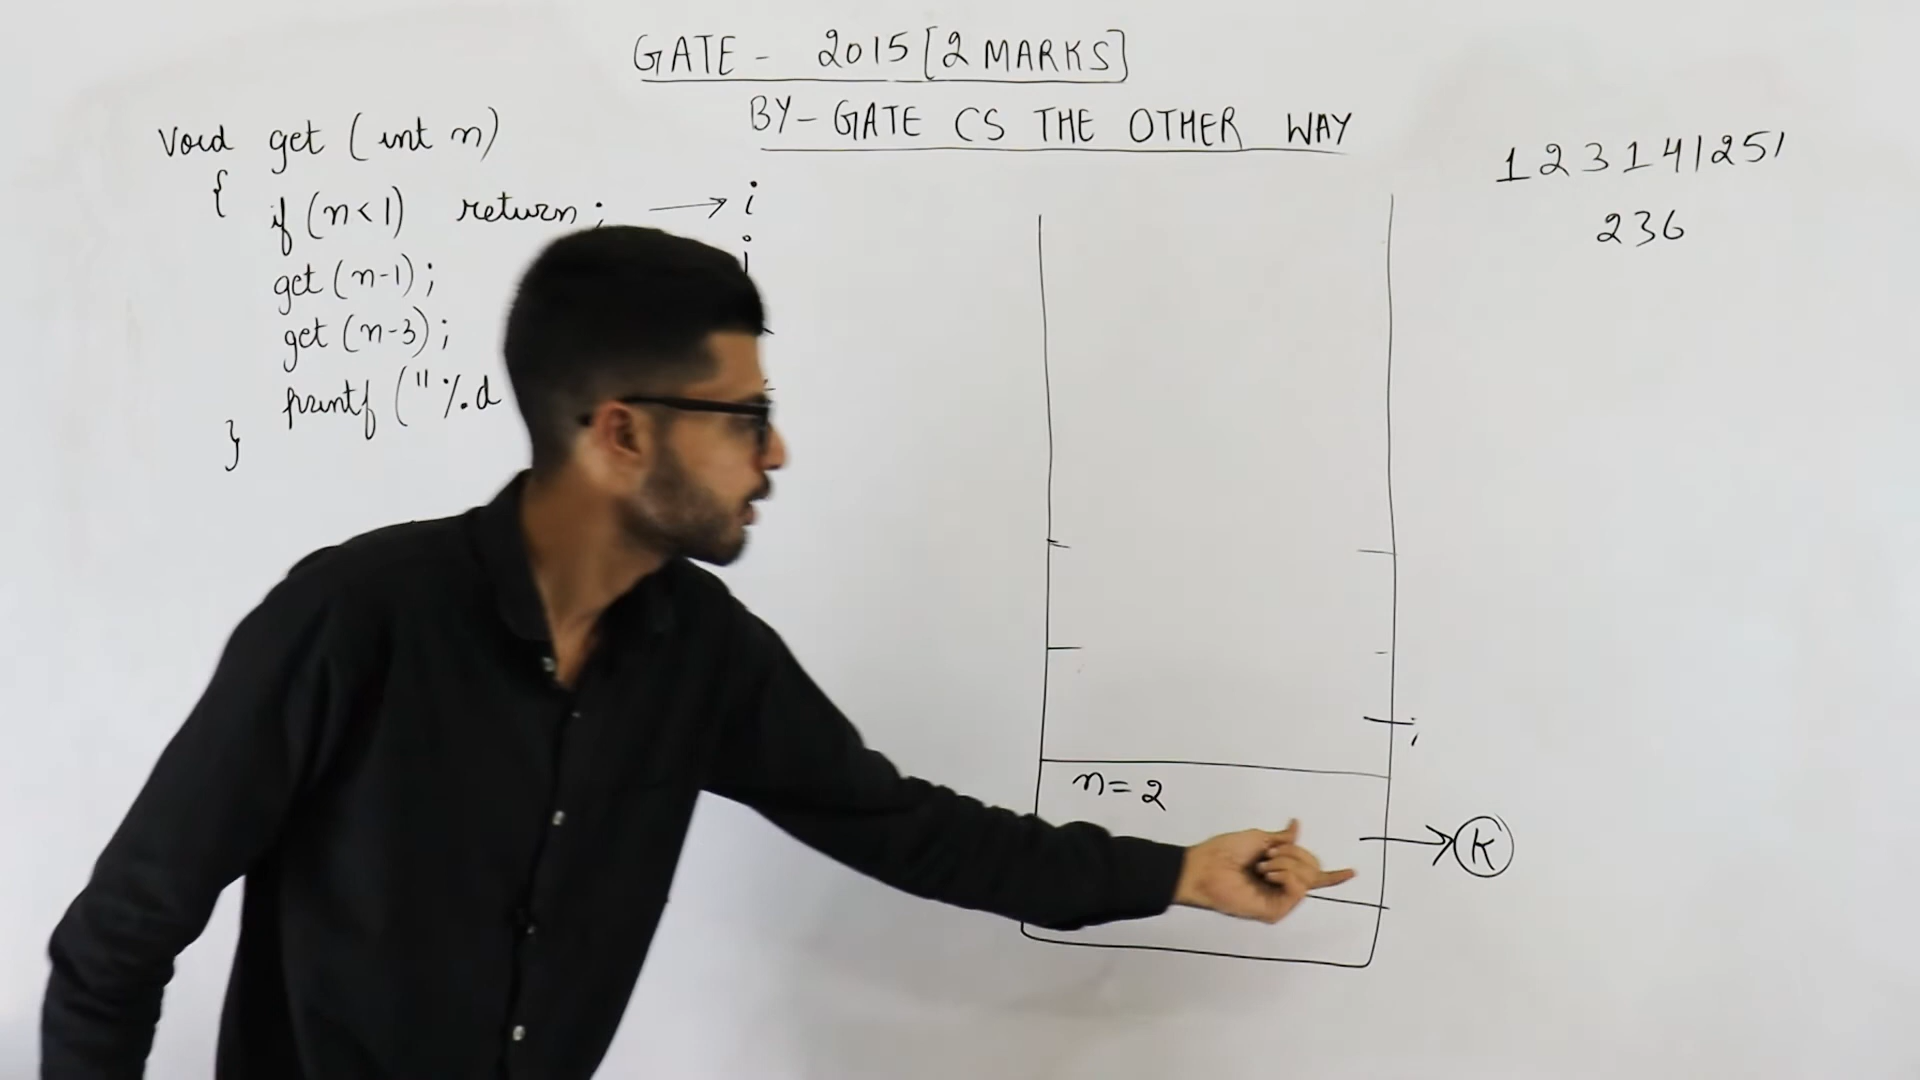 GATE - 2015 [2 MARKS]
BY - GATE CS THE OTHER WAY
Void get (int n)
{
if (n<1) return; → i
j
get (n-1);
get (n-3);
printf ("%d
}
1 2 3 1 4 1 2 5 1
2 3 6
n=2
→ K